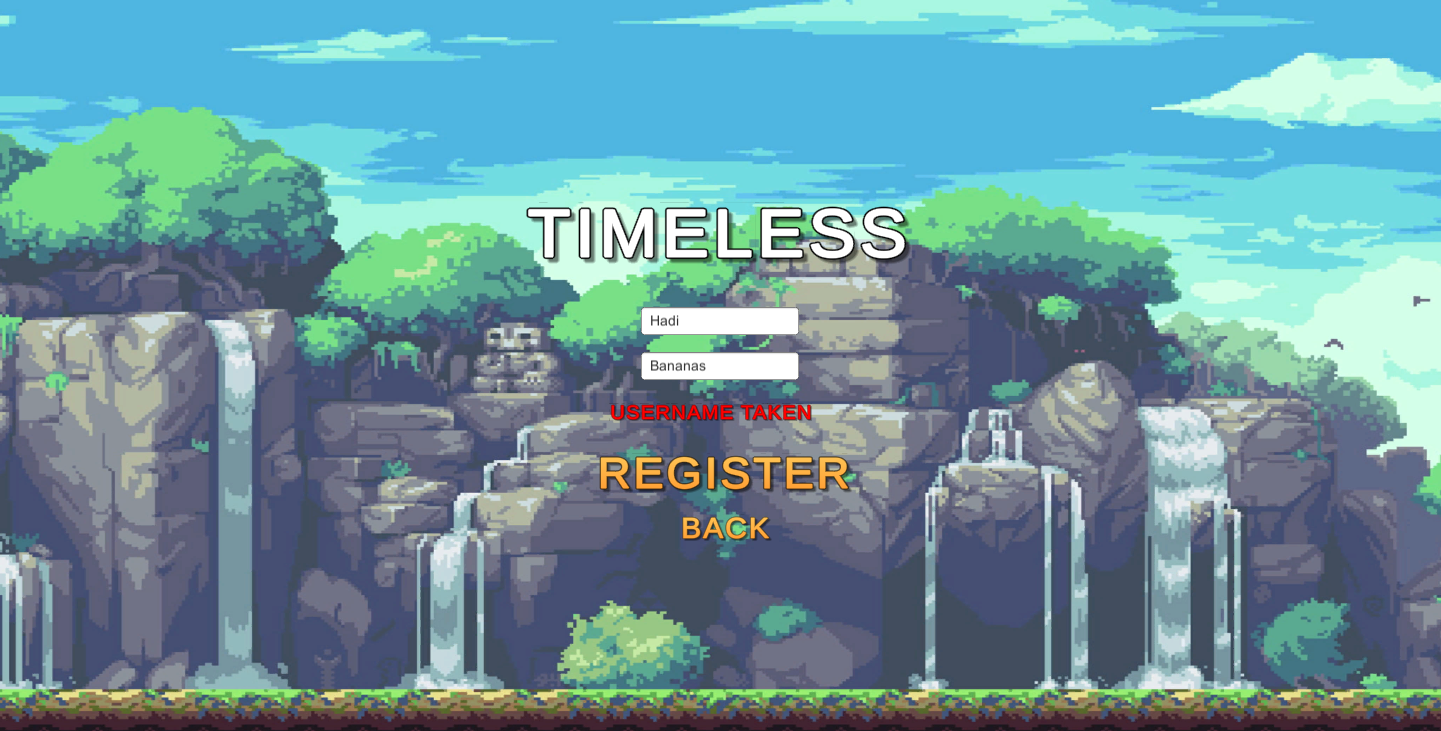 TIMELESS
Hadi
Bananas
USERNAME TAKEN
REGISTER
BACK